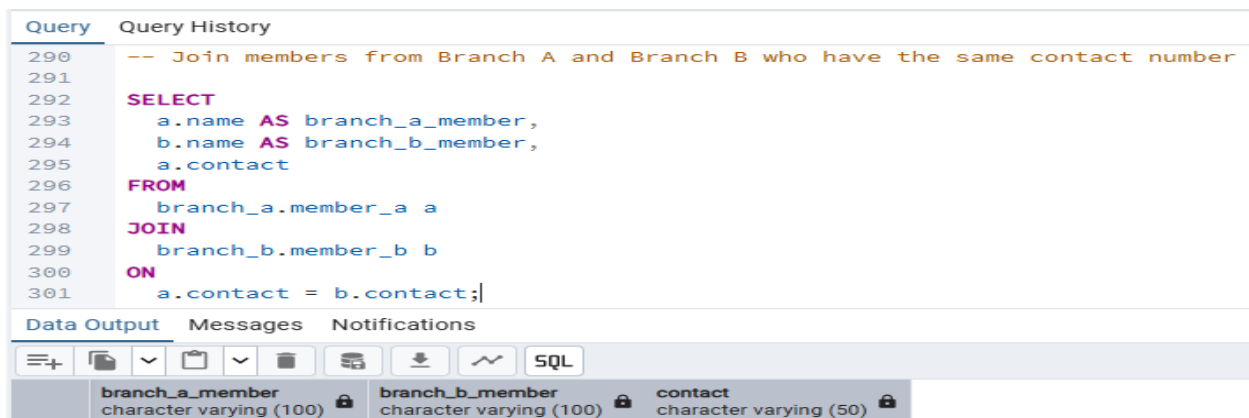 Query Query History
290 -- Join members from Branch A and Branch B who have the same contact number
291
292 SELECT
293 a.name AS branch_a_member,
294 b.name AS branch_b_member,
295 a.contact
296 FROM
297 branch_a.member_a a
298 JOIN
299 branch_b.member_b b
300 ON
301 a.contact = b.contact;
Data Output Messages Notifications
SQL
branch_a_member branch_b_member contact
character varying (100) character varying (100) character varying (50)